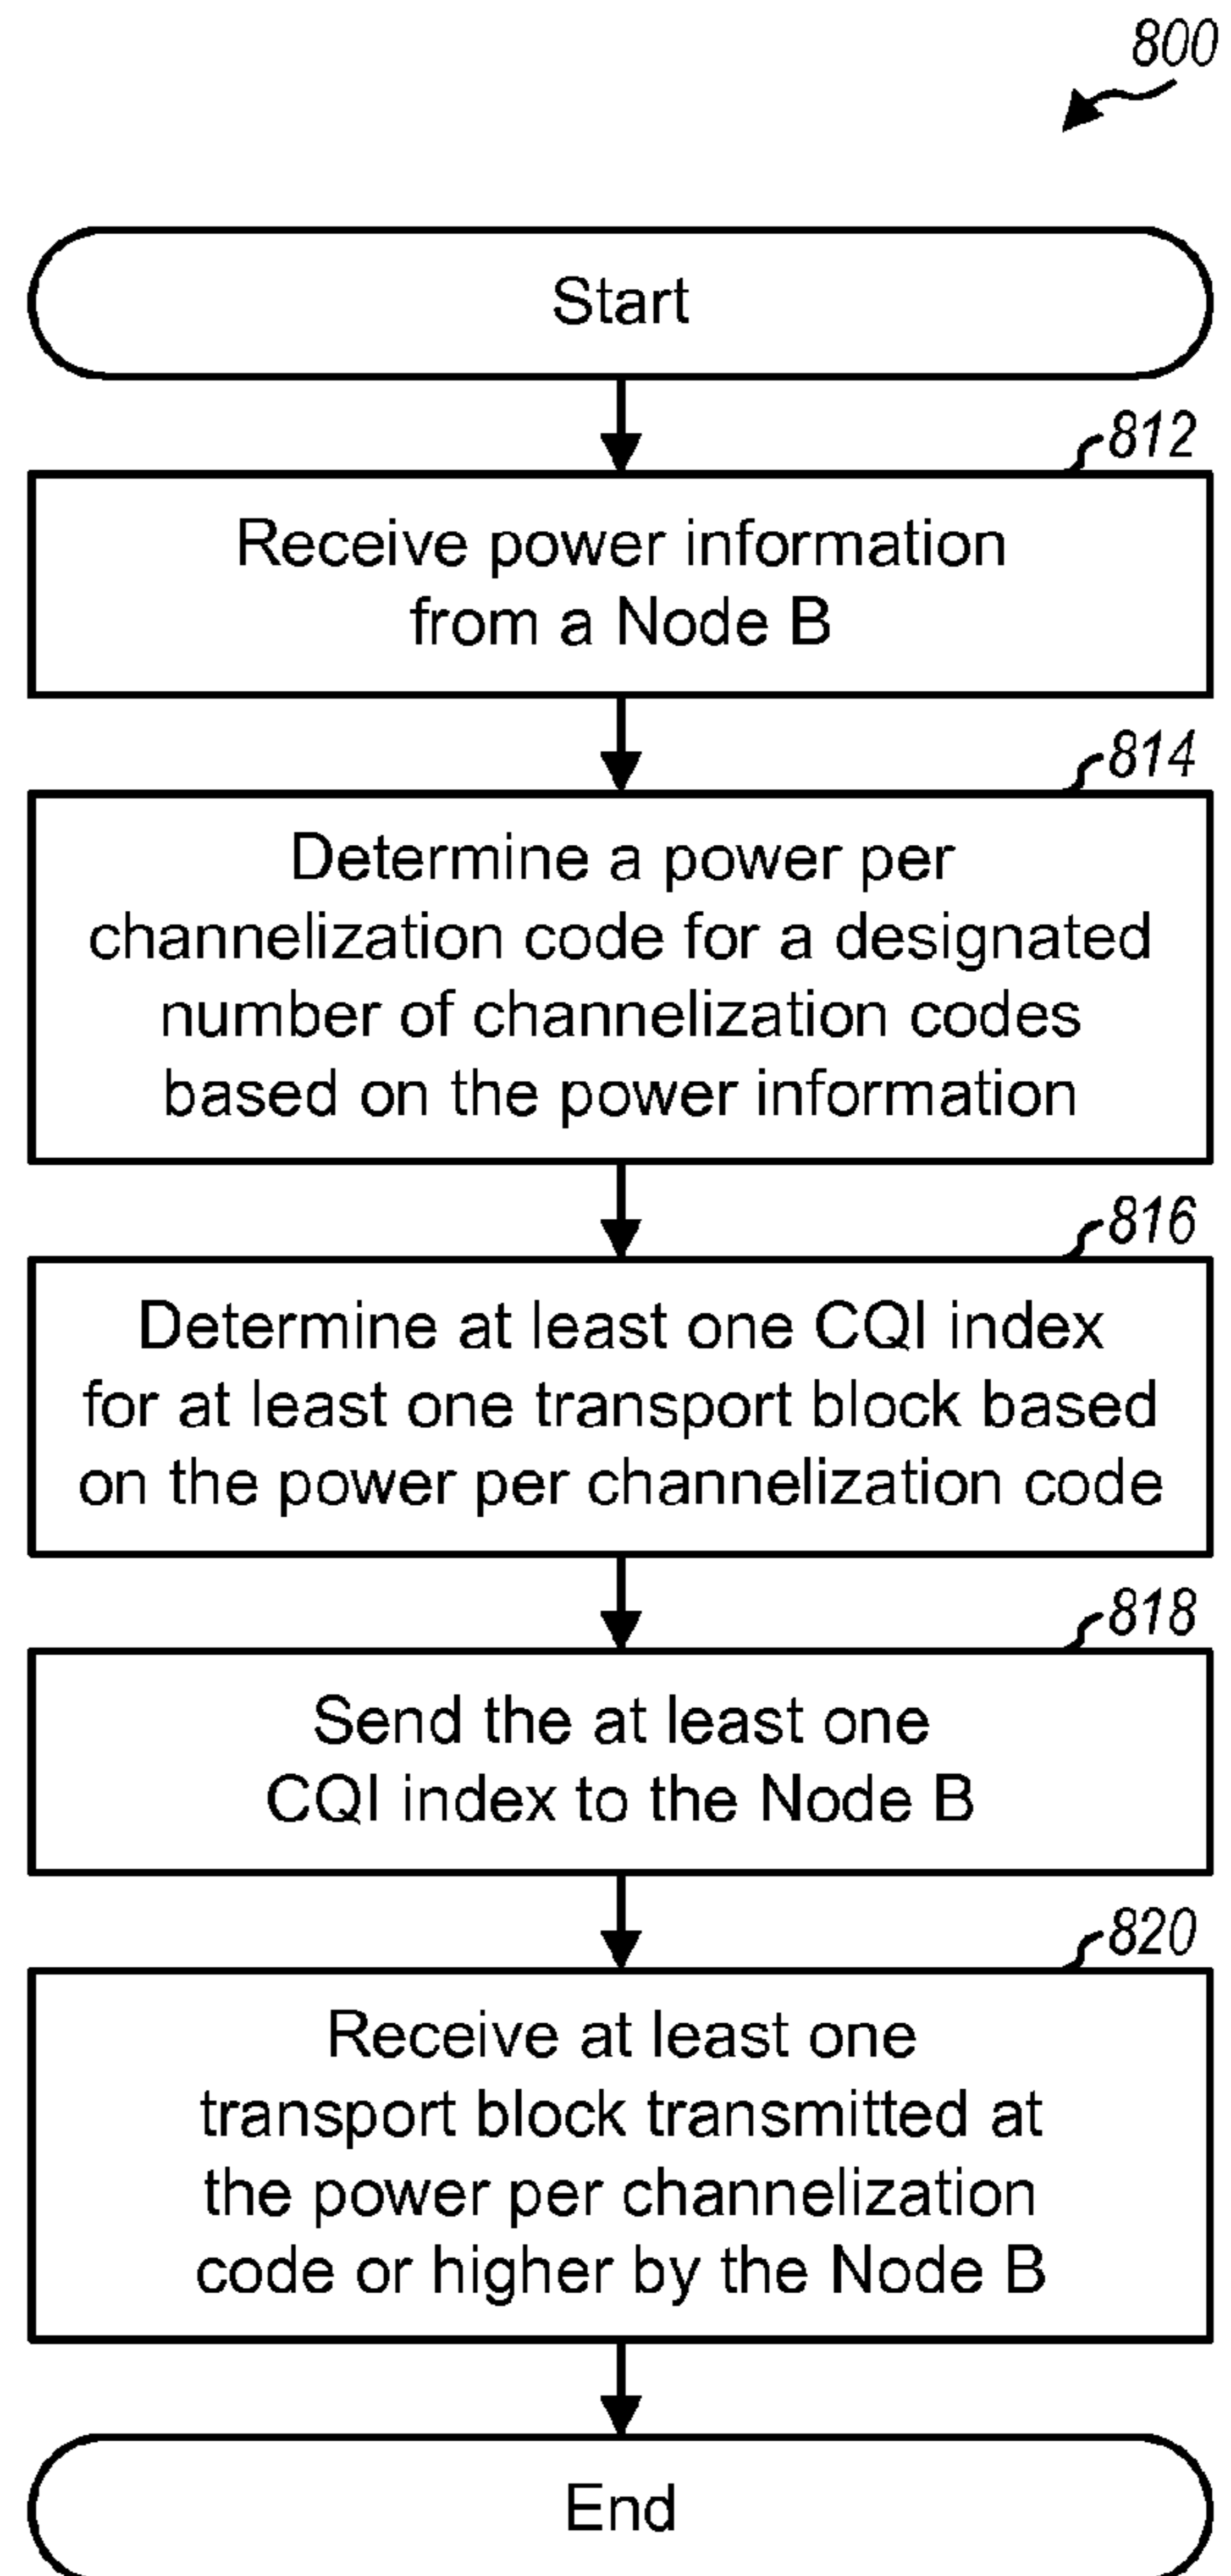 800
Start
812
Receive power information
from a Node B
814
Determine a power per
channelization code for a designated
number of channelization codes
based on the power information
816
Determine at least one CQI index
for at least one transport block based
on the power per channelization code
818
Send the at least one
CQI index to the Node B
820
Receive at least one
transport block transmitted at
the power per channelization
code or higher by the Node B
End